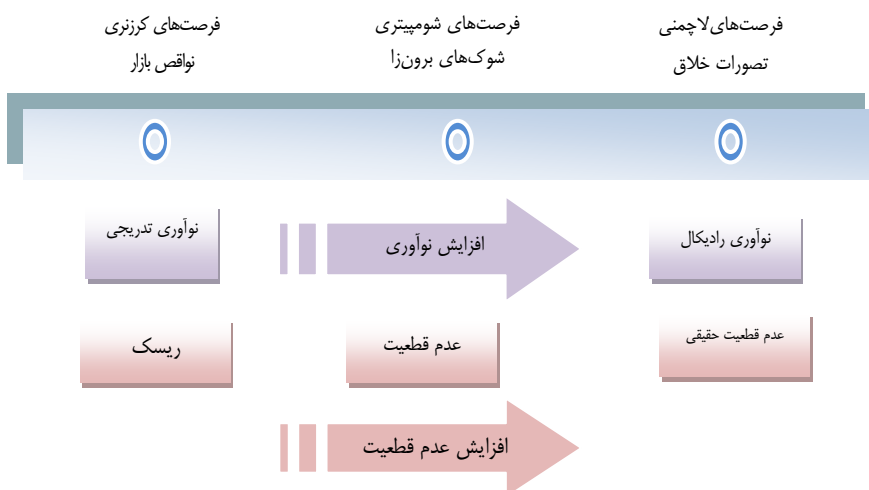 فرصت‌های لاچمنی
تصورات خلاق
فرصت‌های شومپیتری
شوک‌های برون‌زا
فرصت‌های کرزنری
نواقص بازار
نوآوری رادیکال
افزایش نوآوری
نوآوری تدریجی
عدم قطعیت حقیقی
عدم قطعیت
ریسک
افزایش عدم قطعیت